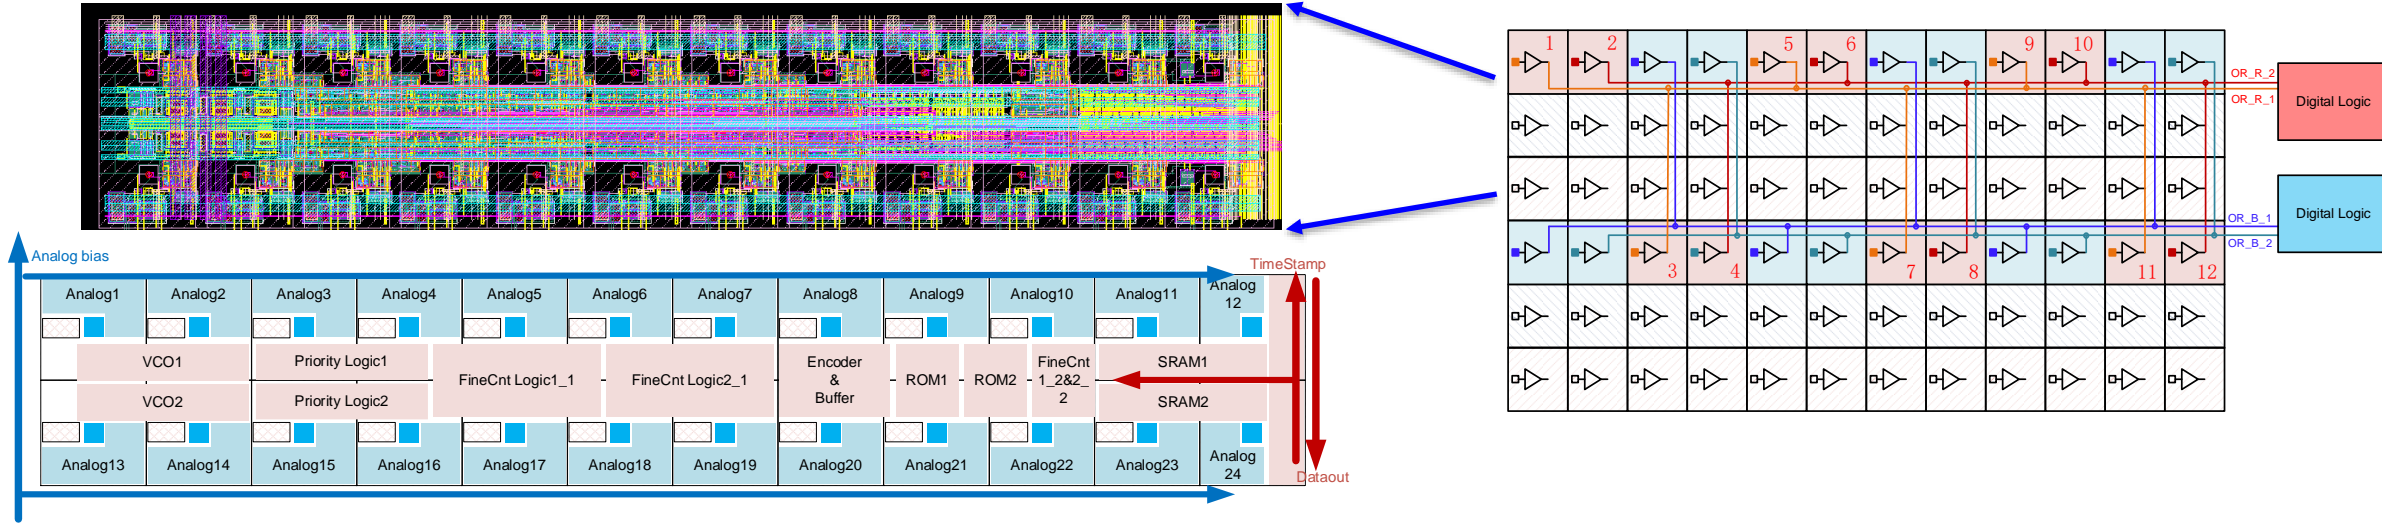 1
2
5
6
9
10
OR_R_2
OR_R_1
Digital Logic
OR_B_1
OR_B_2
Digital Logic
3
4
7
8
11
12
Analog bias
TimeStamp
Analog1
Analog2
Analog3
Analog4
Analog5
Analog6
Analog7
Analog8
Analog9
Analog10
Analog11
Analog
12
VCO1
Priority Logic1
FineCnt Logic1_1
FineCnt Logic2_1
Encoder
&
Buffer
ROM1
ROM2
FineCnt
1_2&2_
2
SRAM1
VCO2
Priority Logic2
SRAM2
Analog13
Analog14
Analog15
Analog16
Analog17
Analog18
Analog19
Analog20
Analog21
Analog22
Analog23
Analog
24
Dataout